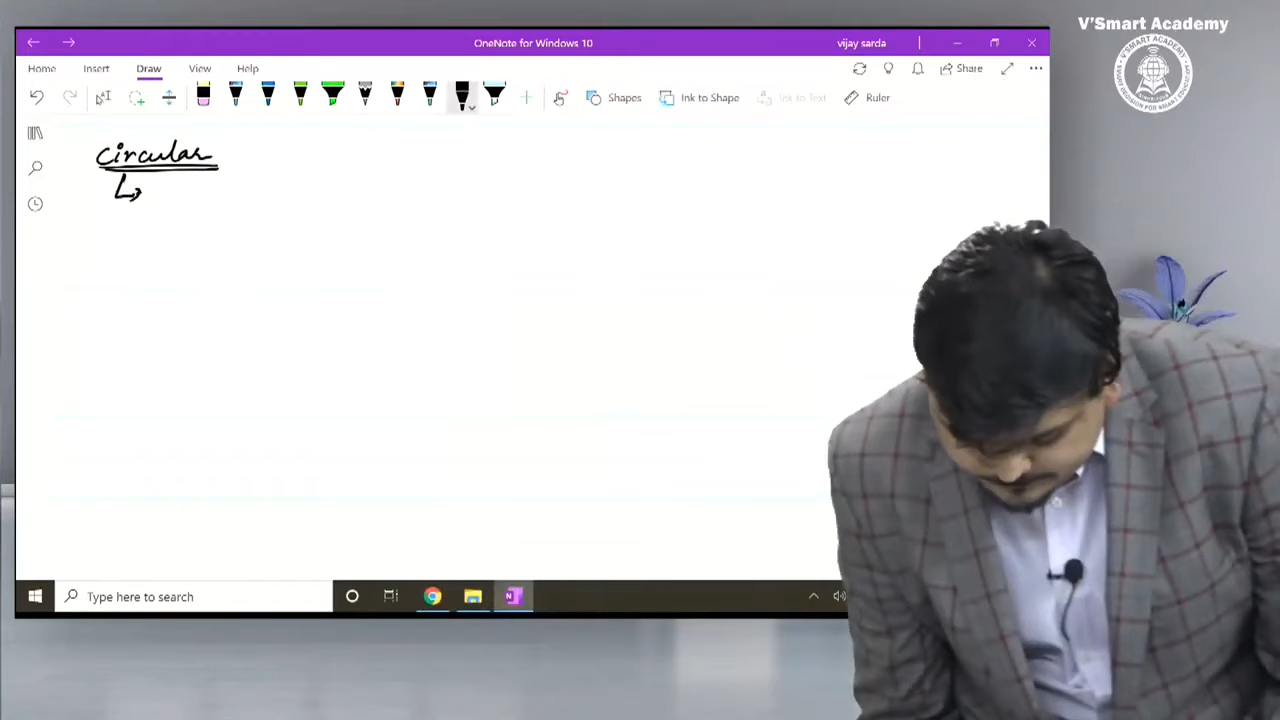 V'Smart Academy
OneNote for Windows 10
vijay sarda
Home Insert Draw View Help
Share
Shapes Ink to Shape Ink to Text Ruler
Circular
Type here to search